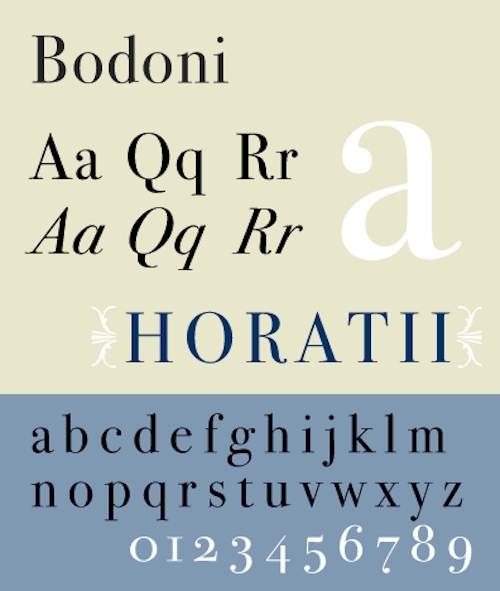 Bodoni
Aa Qq Rr
a
Aa Qq Rr
HORATII
abcdefghijklm
nopqrstuvwxyz
0123456789